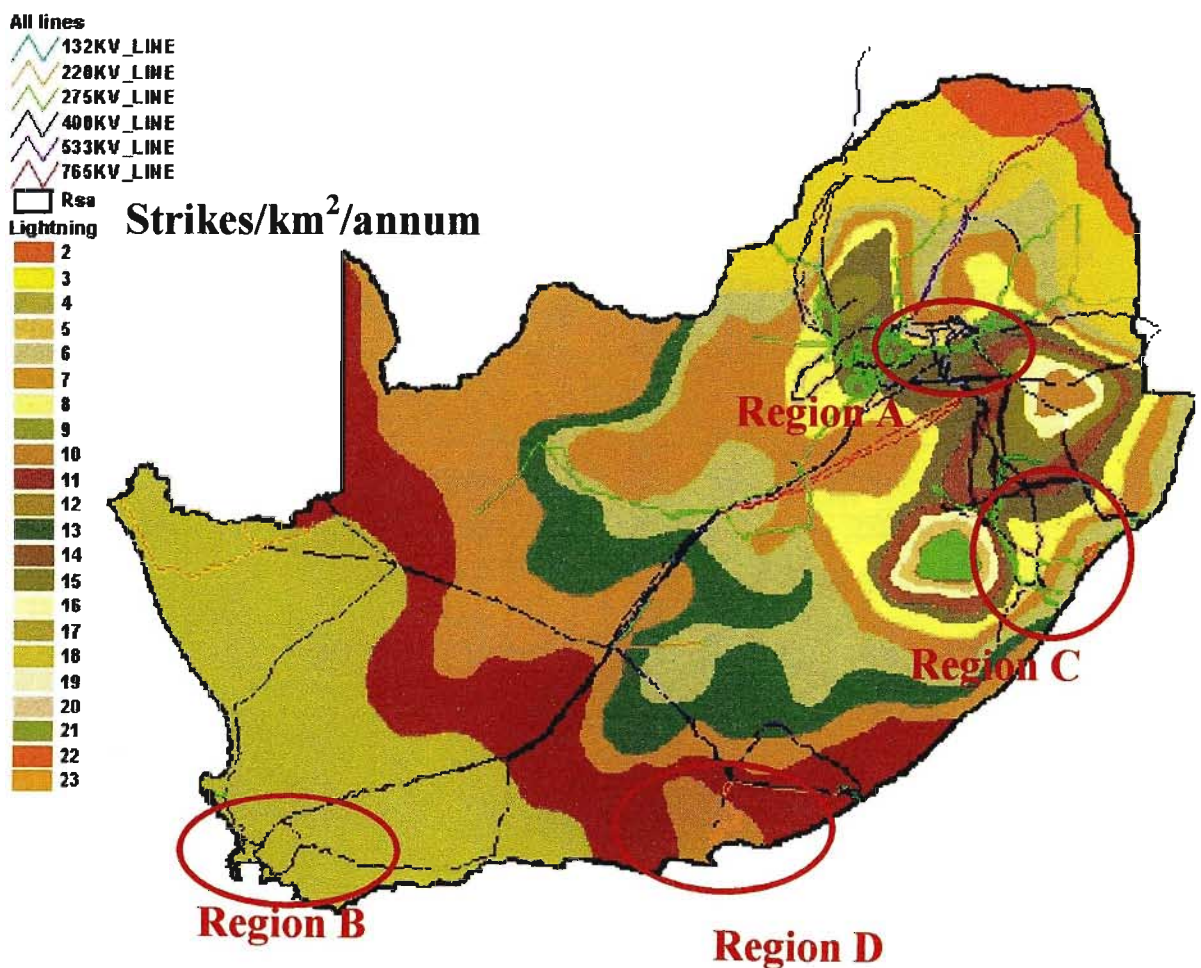 All lines
132KV_LINE
220KV_LINE
275KV_LINE
400KV_LINE
533KV_LINE
765KV_LINE
Rsa
Lightning
Strikes/km²/annum
2
3
4
5
6
7
8
9
10
11
12
13
14
15
16
17
18
19
20
21
22
23
Region A
Region C
Region B
Region D